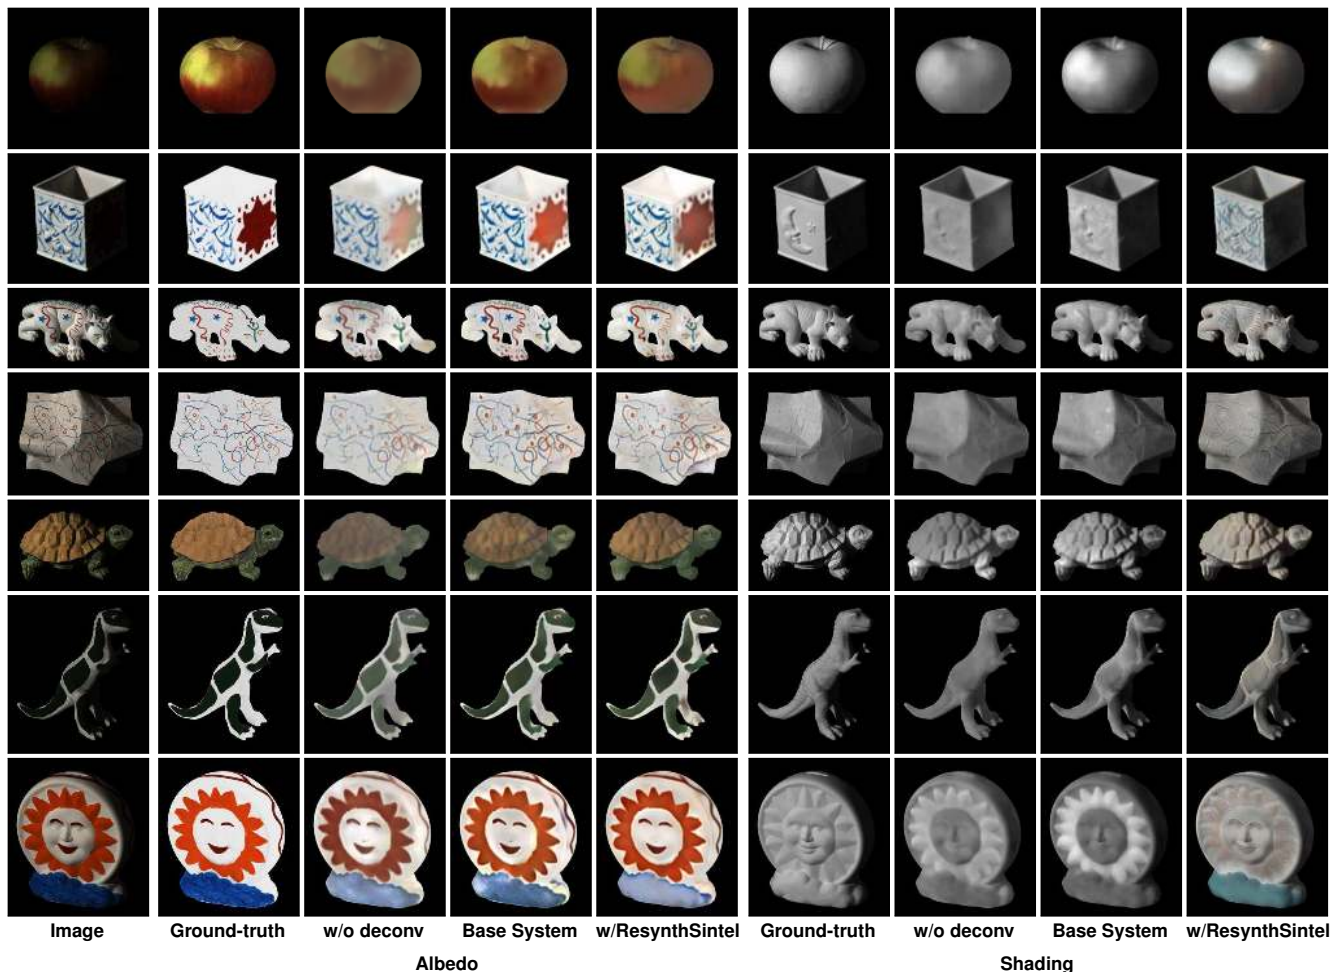 Image Ground-truth w/o deconv Base System w/ResynthSintel Ground-truth w/o deconv Base System w/ResynthSintel
Albedo Shading